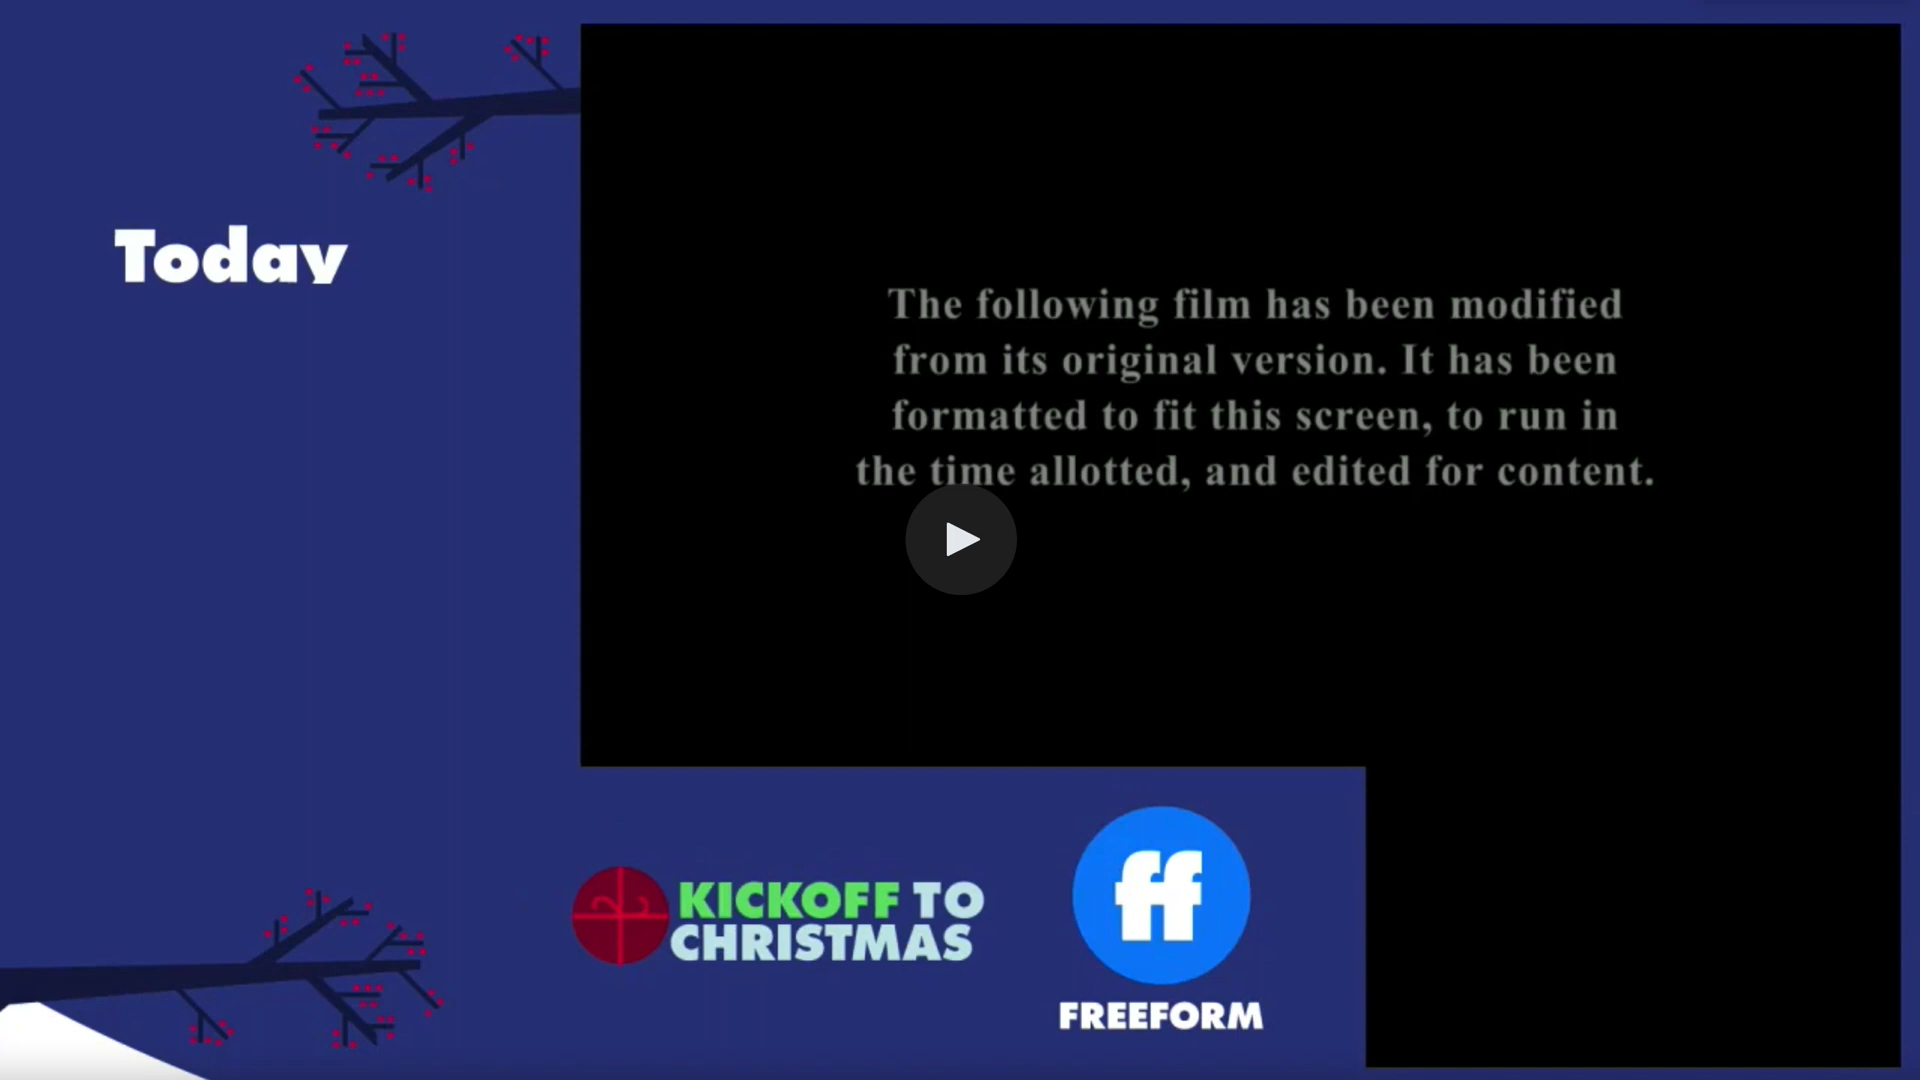 Today
The following film has been modified
from its original version. It has been
formatted to fit this screen, to run in
the time allotted, and edited for content.
KICKOFF TO
CHRISTMAS
ff
FREEFORM